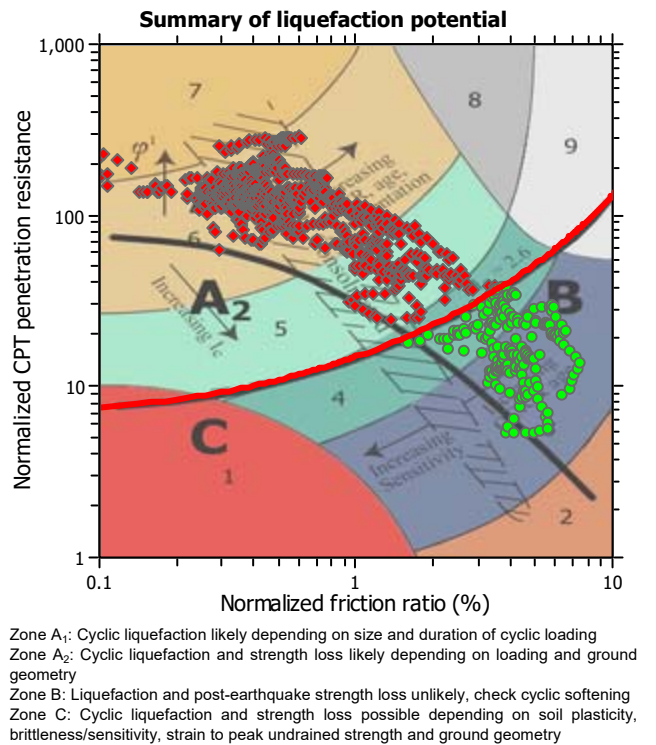 Summary of liquefaction potential
1,000
7
8
9
φ'
Increasing
age,
6
100
2.6
A2
B
Increasing Ic
5
10
4
Increasing
Sensitivity
C
1
2
1
0.1
1
10
Normalized CPT penetration resistance
Normalized friction ratio (%)
Zone A1: Cyclic liquefaction likely depending on size and duration of cyclic loading
Zone A2: Cyclic liquefaction and strength loss likely depending on loading and ground
geometry
Zone B: Liquefaction and post-earthquake strength loss unlikely, check cyclic softening
Zone C: Cyclic liquefaction and strength loss possible depending on soil plasticity,
brittleness/sensitivity, strain to peak undrained strength and ground geometry